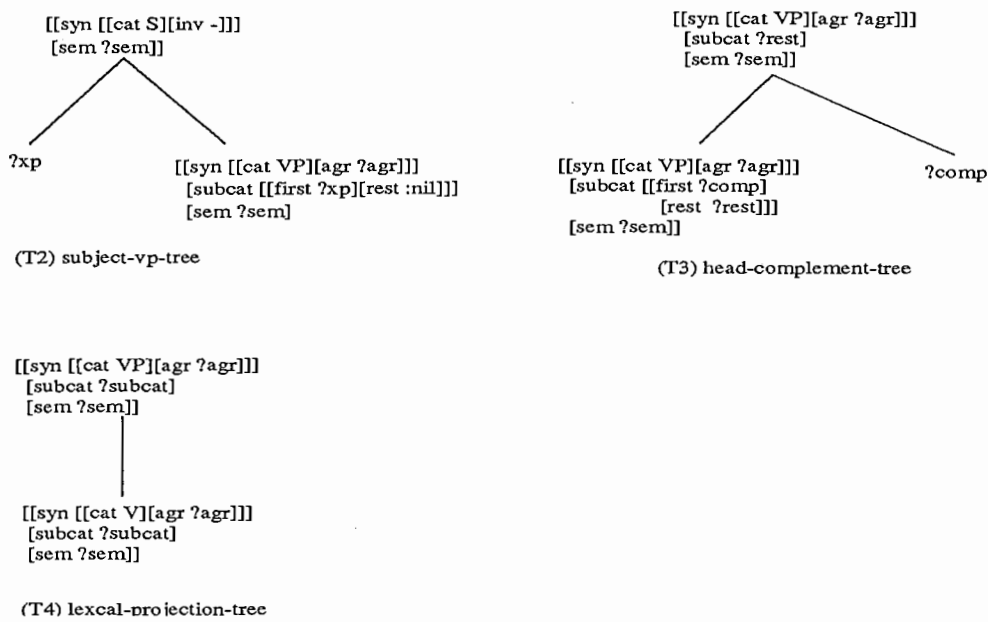 [[syn [[cat S][inv -]]]
[sem ?sem]]
?xp
[[syn [[cat VP][agr ?agr]]]
[subcat [[first ?xp][rest :nil]]]
[sem ?sem]
(T2) subject-vp-tree
[[syn [[cat VP][agr ?agr]]]
[subcat ?rest]
[sem ?sem]]
[[syn [[cat VP][agr ?agr]]]
[subcat [[first ?comp]
[rest ?rest]]]
[sem ?sem]]
?comp
(T3) head-complement-tree
[[syn [[cat VP][agr ?agr]]]
[subcat ?subcat]
[sem ?sem]]
[[syn [[cat V][agr ?agr]]]
[subcat ?subcat]
[sem ?sem]]
(T4) lexcal-projection-tree